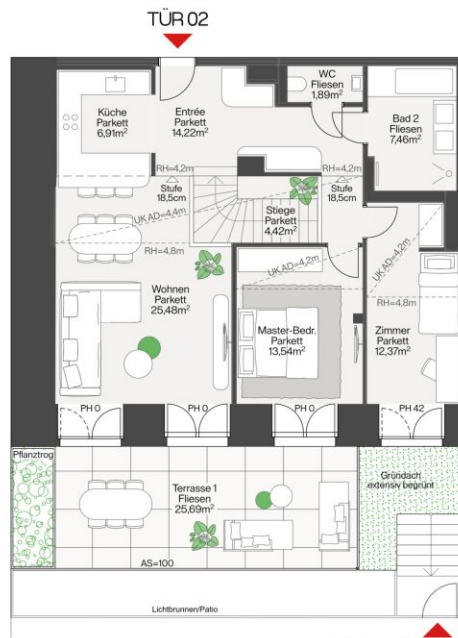 TÜR 02
WC
Fliesen
1,89m²
Küche
Parkett
6,91m²
Entrée
Parkett
14,22m²
Bad 2
Fliesen
7,46m²
RH=4,2m
RH=4,2m
Stufe
18,5cm
Stufe
18,5cm
Stiege
Parkett
4,42m²
UK AD=4,4m
UK AD=4,2m
UK AD=4,2m
RH=4,8m
RH=4,8m
Wohnen
Parkett
25,48m²
Master-Bedr.
Parkett
13,54m²
Zimmer
Parkett
12,37m²
PH 0
PH 0
PH 0
PH 42
Pflanztrog
Terrasse 1
Fliesen
25,69m²
Gründach
extensiv begrünt
AS=100
Lichtbrunnen/Patio